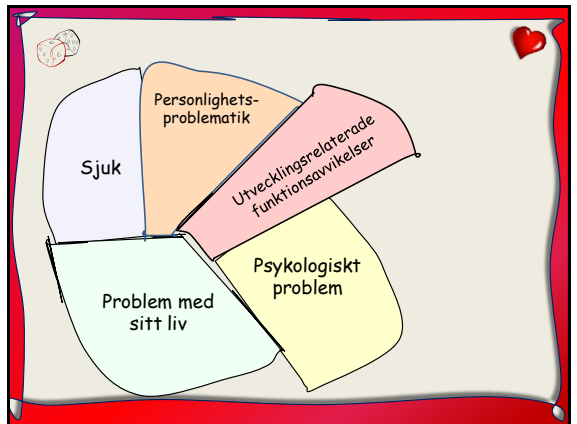 Personlighets-
problematik
Sjuk
Utvecklingsrelaterade
funktionsavvikelser
Psykologiskt
problem
Problem med
sitt liv